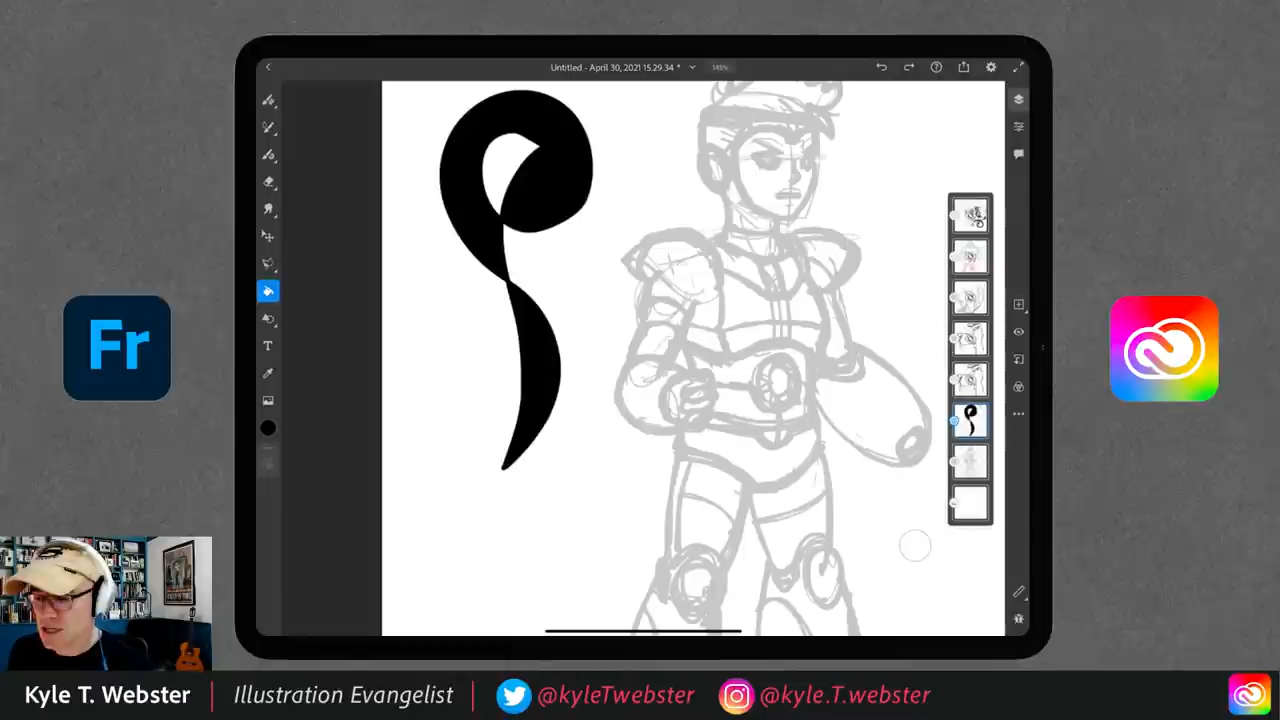 Untitled - April 30, 2021 15.29.34 *
145%
T
Fr
Kyle T. Webster | Illustration Evangelist | @kyleTwebster @kyle.T.webster